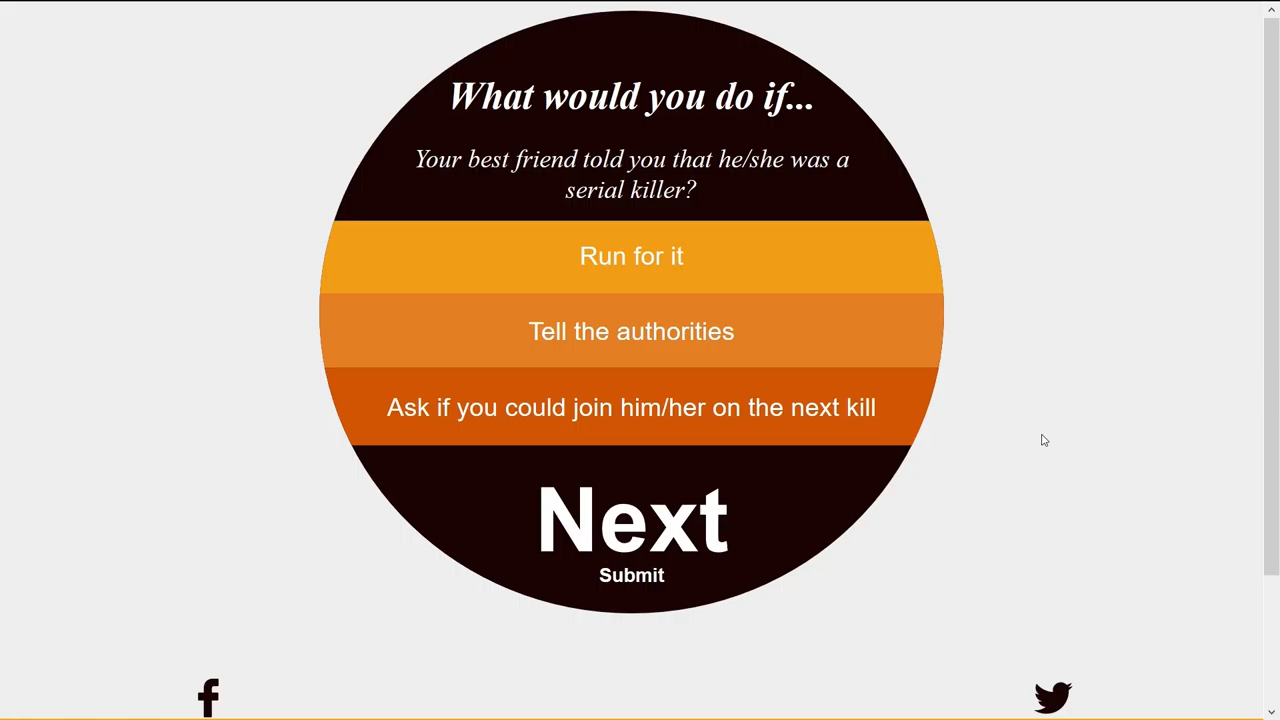 What would you do if...
Your best friend told you that he/she was a
serial killer?
Run for it
Tell the authorities
Ask if you could join him/her on the next kill
Next
Submit